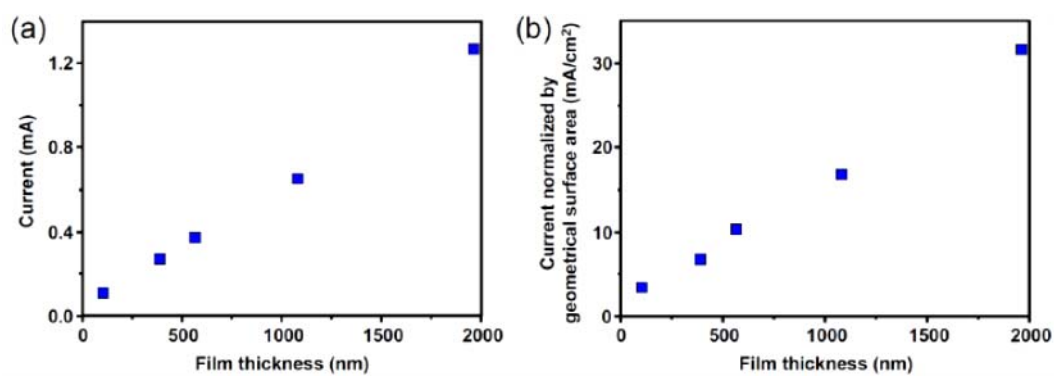 (a)
Current (mA)
1.2
0.8
0.4
0.0
0 500 1000 1500 2000
Film thickness (nm)
(b)
Current normalized by
geometrical surface area (mA/cm²)
30
20
10
0
0 500 1000 1500 2000
Film thickness (nm)